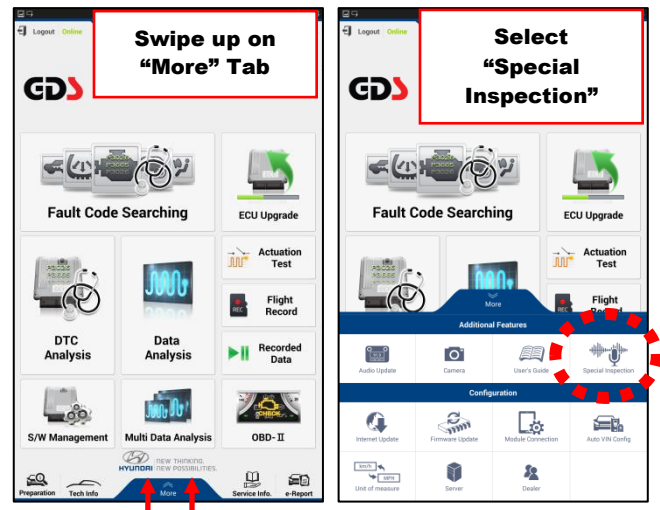 Logout Online
Swipe up on
“More” Tab
GDS
Fault Code Searching
ECU Upgrade
Actuation
Test
Flight
Record
DTC
Analysis
Data
Analysis
Recorded
Data
S/W Management
Multi Data Analysis
CHECK
OBD-II
HYUNDAI
NEW THINKING.
NEW POSSIBILITIES.
Preparation
Tech Info
More
Service Info.
e-Report
Logout Online
Select
“Special
Inspection”
GDS
Fault Code Searching
ECU Upgrade
Actuation
Test
Flight
Record
More
Additional Features
Audio Update
Camera
User's Guide
Special Inspection
Configuration
Internet Update
Firmware Update
Module Connection
Auto VIN Config
km/h
MPH
Unit of measure
Server
Dealer